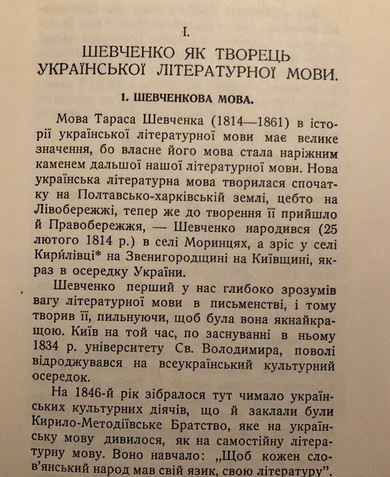 І.
ШЕВЧЕНКО ЯК ТВОРЕЦЬ
УКРАЇНСЬКОЇ ЛІТЕРАТУРНОЇ МОВИ.
1. ШЕВЧЕНКОВА МОВА.
Мова Тараса Шевченка (1814—1861) в іс-
торії української літературної мови має велике
значення, бо власне його мова стала наріжним
каменем дальшої нашої літературної мови. Нова
українська літературна мова творилася спочат-
ку на Полтавсько-харківській землі, цебто на
Лівобережжі, тепер же до творення її прийшло
й Правобережжя, — Шевченко народився (25
лютого 1814 р.) в селі Моринцях, а зріс у селі
Кирилівці* на Звенигородщині на Київщині, як-
раз в осередку України.
Шевченко перший у нас глибоко зрозумів
вагу літературної мови в письменстві, і тому
творив її, пильнуючи, щоб була вона якнайкра-
щою. Київ на той час, по заснуванні в ньому
1834 р. університету Св. Володимира, поволі
відроджувався на всеукраїнський культурний
осередок.
На 1846-й рік зібралося тут чимало україн-
ських культурних діячів, що й заклали були
Кирило-Методіївське Братство, яке на україн-
ську мову дивилося, як на самостійну літера-
турну мову. Воно навчало: „Щоб кожен сло-
в'янський народ мав свій язик, свою літературу".